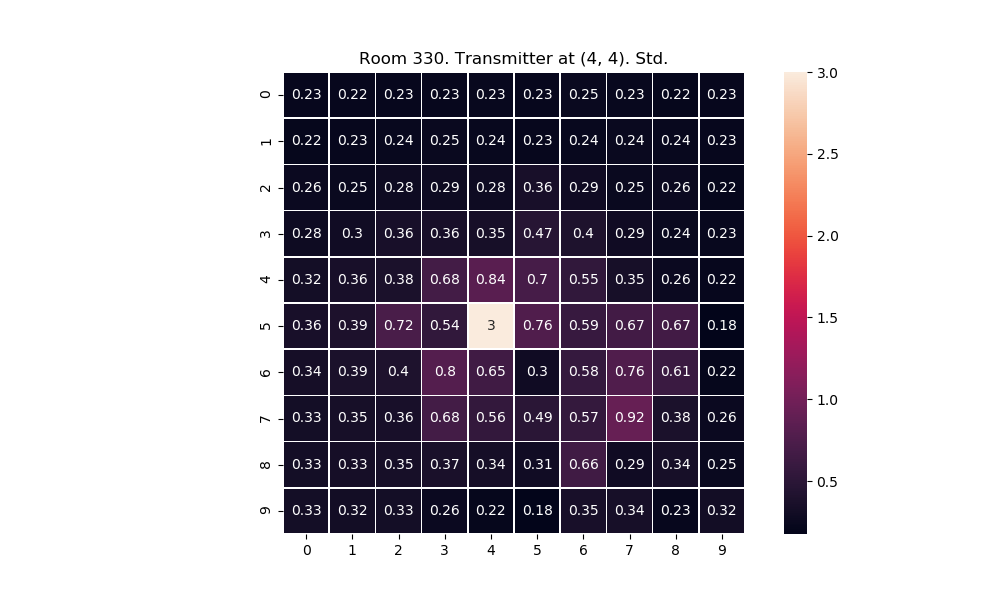 Room 330. Transmitter at (4, 4). Std.
0 0.23 0.22 0.23 0.23 0.23 0.23 0.25 0.23 0.22 0.23
1 0.22 0.23 0.24 0.25 0.24 0.23 0.24 0.24 0.24 0.23
2 0.26 0.25 0.28 0.29 0.28 0.36 0.29 0.25 0.26 0.22
3 0.28 0.3 0.36 0.36 0.35 0.47 0.4 0.29 0.24 0.23
4 0.32 0.36 0.38 0.68 0.84 0.7 0.55 0.35 0.26 0.22
5 0.36 0.39 0.72 0.54 3 0.76 0.59 0.67 0.67 0.18
6 0.34 0.39 0.4 0.8 0.65 0.3 0.58 0.76 0.61 0.22
7 0.33 0.35 0.36 0.68 0.56 0.49 0.57 0.92 0.38 0.26
8 0.33 0.33 0.35 0.37 0.34 0.31 0.66 0.29 0.34 0.25
9 0.33 0.32 0.33 0.26 0.22 0.18 0.35 0.34 0.23 0.32
0 1 2 3 4 5 6 7 8 9
3.0
2.5
2.0
1.5
1.0
0.5